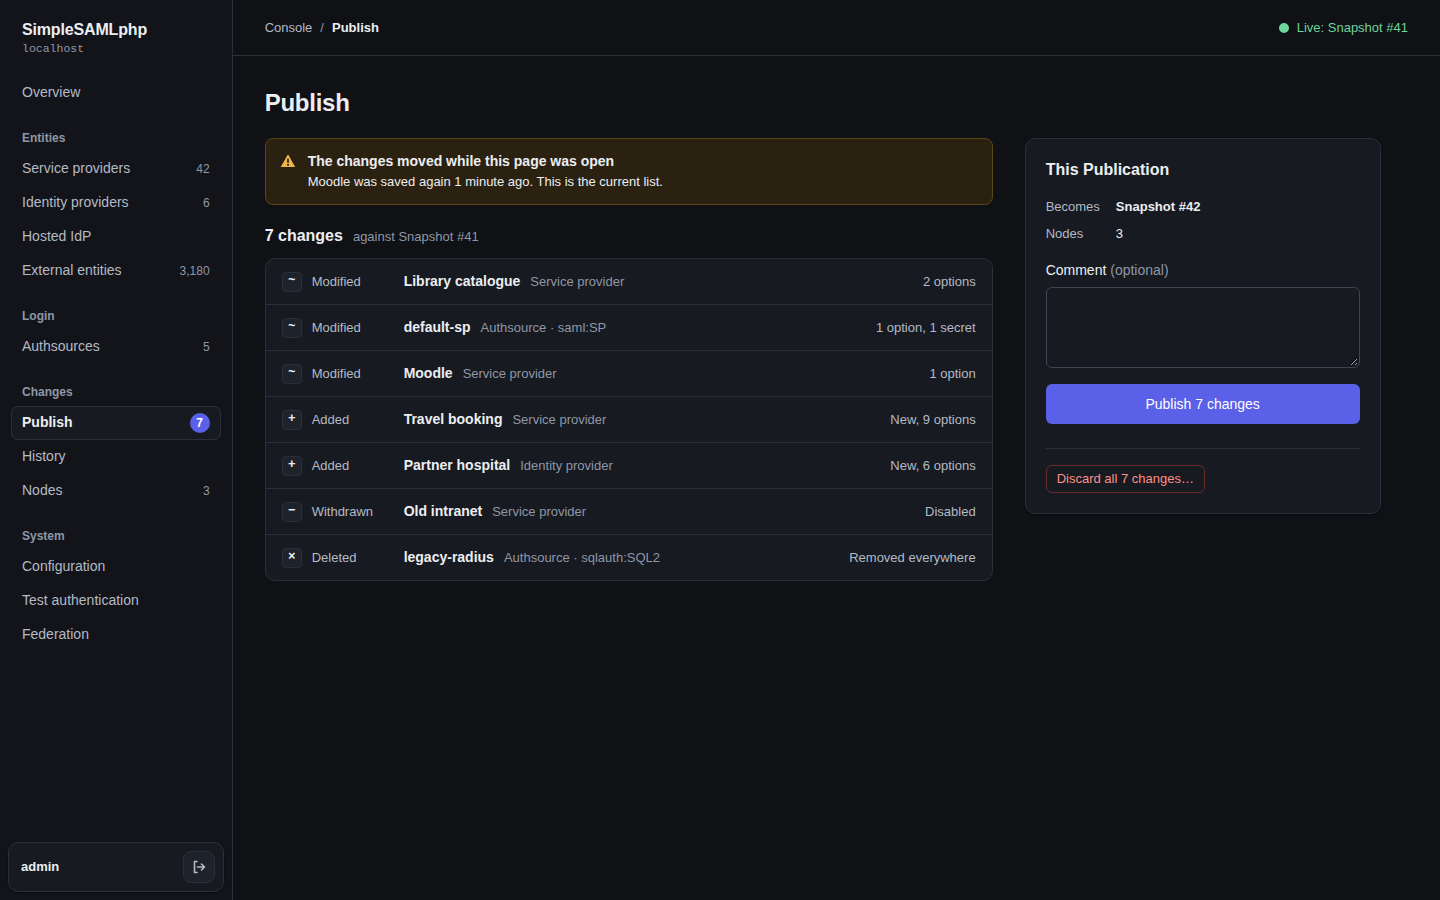 SimpleSAMLphp
localhost
Overview
Entities
Service providers 42
Identity providers 6
Hosted IdP
External entities 3,180
Login
Authsources 5
Changes
Publish 7
History
Nodes 3
System
Configuration
Test authentication
Federation
admin
Console / Publish
Live: Snapshot #41
Publish
The changes moved while this page was open
Moodle was saved again 1 minute ago. This is the current list.
7 changes against Snapshot #41
~ Modified Library catalogue Service provider 2 options
~ Modified default-sp Authsource · saml:SP 1 option, 1 secret
~ Modified Moodle Service provider 1 option
+ Added Travel booking Service provider New, 9 options
+ Added Partner hospital Identity provider New, 6 options
− Withdrawn Old intranet Service provider Disabled
× Deleted legacy-radius Authsource · sqlauth:SQL2 Removed everywhere
This Publication
Becomes Snapshot #42
Nodes 3
Comment (optional)
Publish 7 changes
Discard all 7 changes…